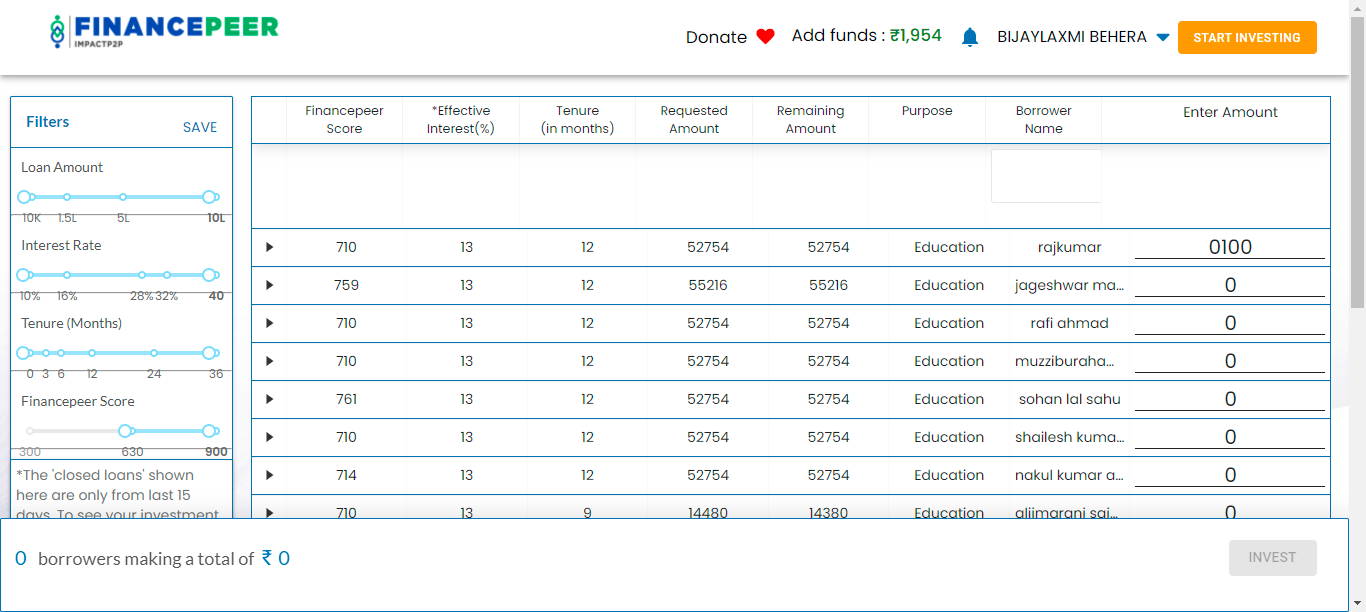 FINANCEPEER
IMPACTP2P
Donate Add funds : ₹1,954 BIJAYLAXMI BEHERA START INVESTING
Filters SAVE
Loan Amount
10K 1.5L 5L 10L
Interest Rate
10% 16% 28% 32% 40
Tenure (Months)
0 3 6 12 24 36
Financepeer Score
300 630 900
*The 'closed loans' shown
here are only from last 15
days. To see your investment
Financepeer Score *Effective Interest(%) Tenure (in months) Requested Amount Remaining Amount Purpose Borrower Name Enter Amount
710 13 12 52754 52754 Education rajkumar 0100
759 13 12 55216 55216 Education jageshwar ma... 0
710 13 12 52754 52754 Education rafi ahmad 0
710 13 12 52754 52754 Education muzziburaha... 0
761 13 12 52754 52754 Education sohan lal sahu 0
710 13 12 52754 52754 Education shailesh kuma... 0
714 13 12 52754 52754 Education nakul kumar a... 0
710 13 9 14480 14380 Education 0
0 borrowers making a total of ₹ 0 INVEST